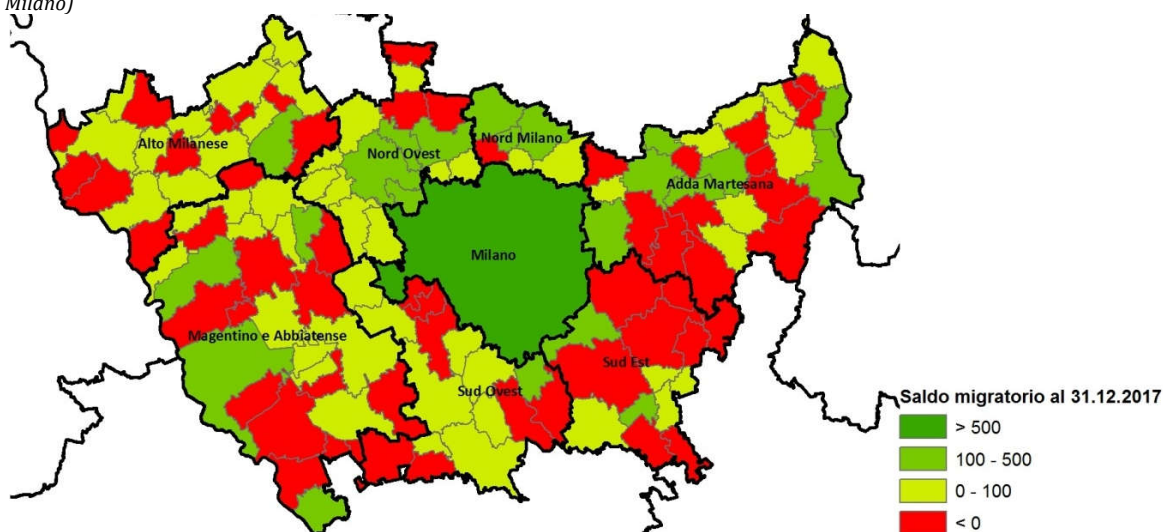 Milano)
Alto Milanese
Nord Ovest
Nord Milano
Adda Martesana
Milano
Magentino e Abbiatense
Sud Ovest
Sud Est
Saldo migratorio al 31.12.2017
> 500
100 - 500
0 - 100
< 0